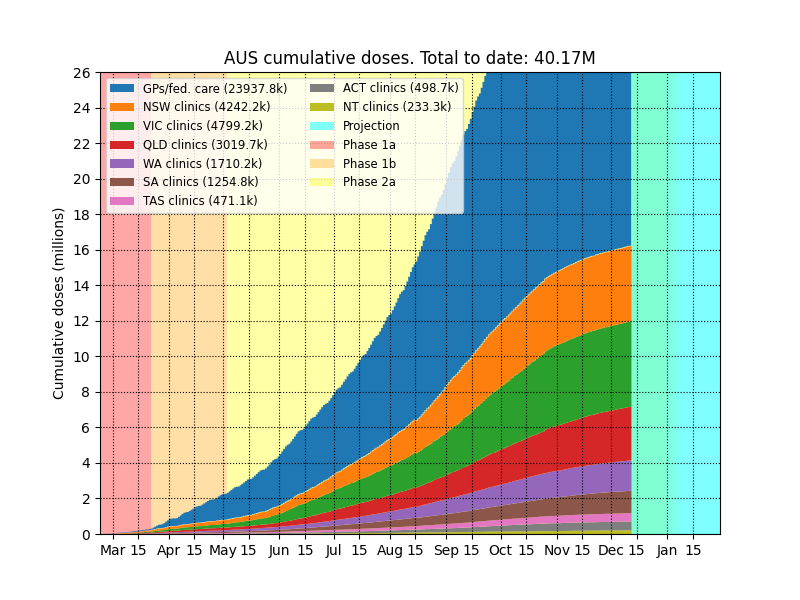 AUS cumulative doses. Total to date: 40.17M
Cumulative doses (millions)
26
24
22
20
18
16
14
12
10
8
6
4
2
0
GPs/fed. care (23937.8k)
NSW clinics (4242.2k)
VIC clinics (4799.2k)
QLD clinics (3019.7k)
WA clinics (1710.2k)
SA clinics (1254.8k)
TAS clinics (471.1k)
ACT clinics (498.7k)
NT clinics (233.3k)
Projection
Phase 1a
Phase 1b
Phase 2a
Mar 15 Apr 15 May 15 Jun 15 Jul 15 Aug 15 Sep 15 Oct 15 Nov 15 Dec 15 Jan 15